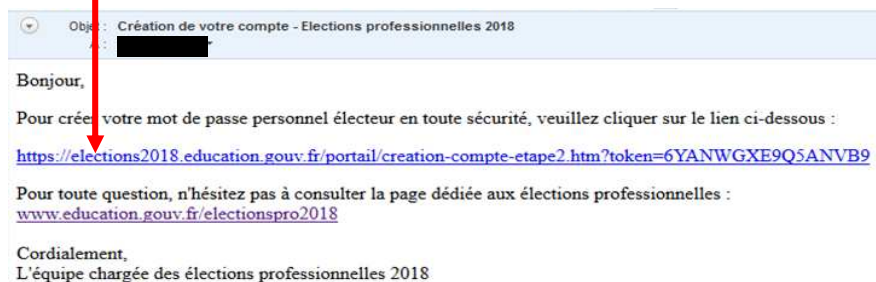 Objet : Création de votre compte - Elections professionnelles 2018
A :
Bonjour,
Pour créer votre mot de passe personnel électeur en toute sécurité, veuillez cliquer sur le lien ci-dessous :
https://elections2018.education.gouv.fr/portail/creation-compte-etape2.htm?token=6YANWGXE9Q5ANVB9
Pour toute question, n'hésitez pas à consulter la page dédiée aux élections professionnelles :
www.education.gouv.fr/electionspro2018
Cordialement,
L'équipe chargée des élections professionnelles 2018